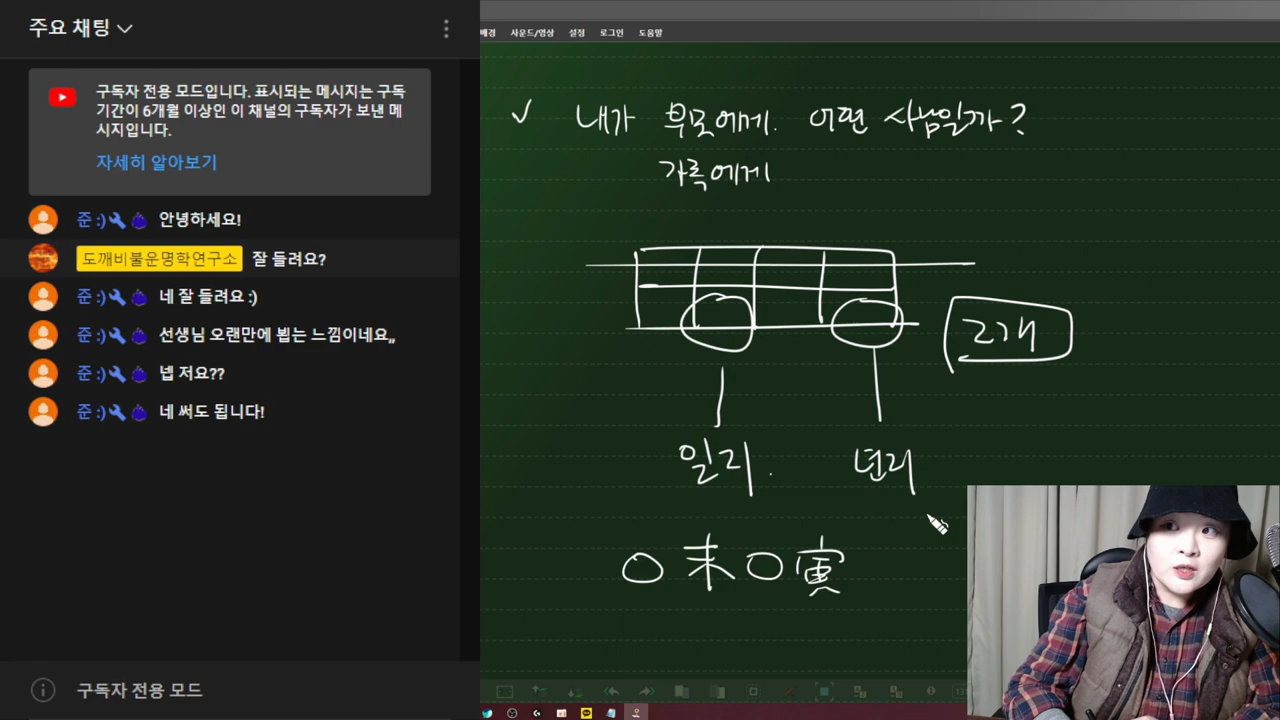 주요 채팅
구독자 전용 모드입니다. 표시되는 메시지는 구독
기간이 6개월 이상인 이 채널의 구독자가 보낸 메
시지입니다.
자세히 알아보기
준 :) 안녕하세요!
도깨비불운명학연구소 잘 들려요?
준 :) 네 잘 들려요 :)
준 :) 선생님 오랜만에 뵙는 느낌이네요,,
준 :) 넵 저요??
준 :) 네 써도 됩니다!
구독자 전용 모드
배경 사운드/영상 설정 로그인 도움말
✓ 내가 부모에게. 어떤 사람일까?
가족에게
2개
일지. 년지
○ 未 ○ 寅